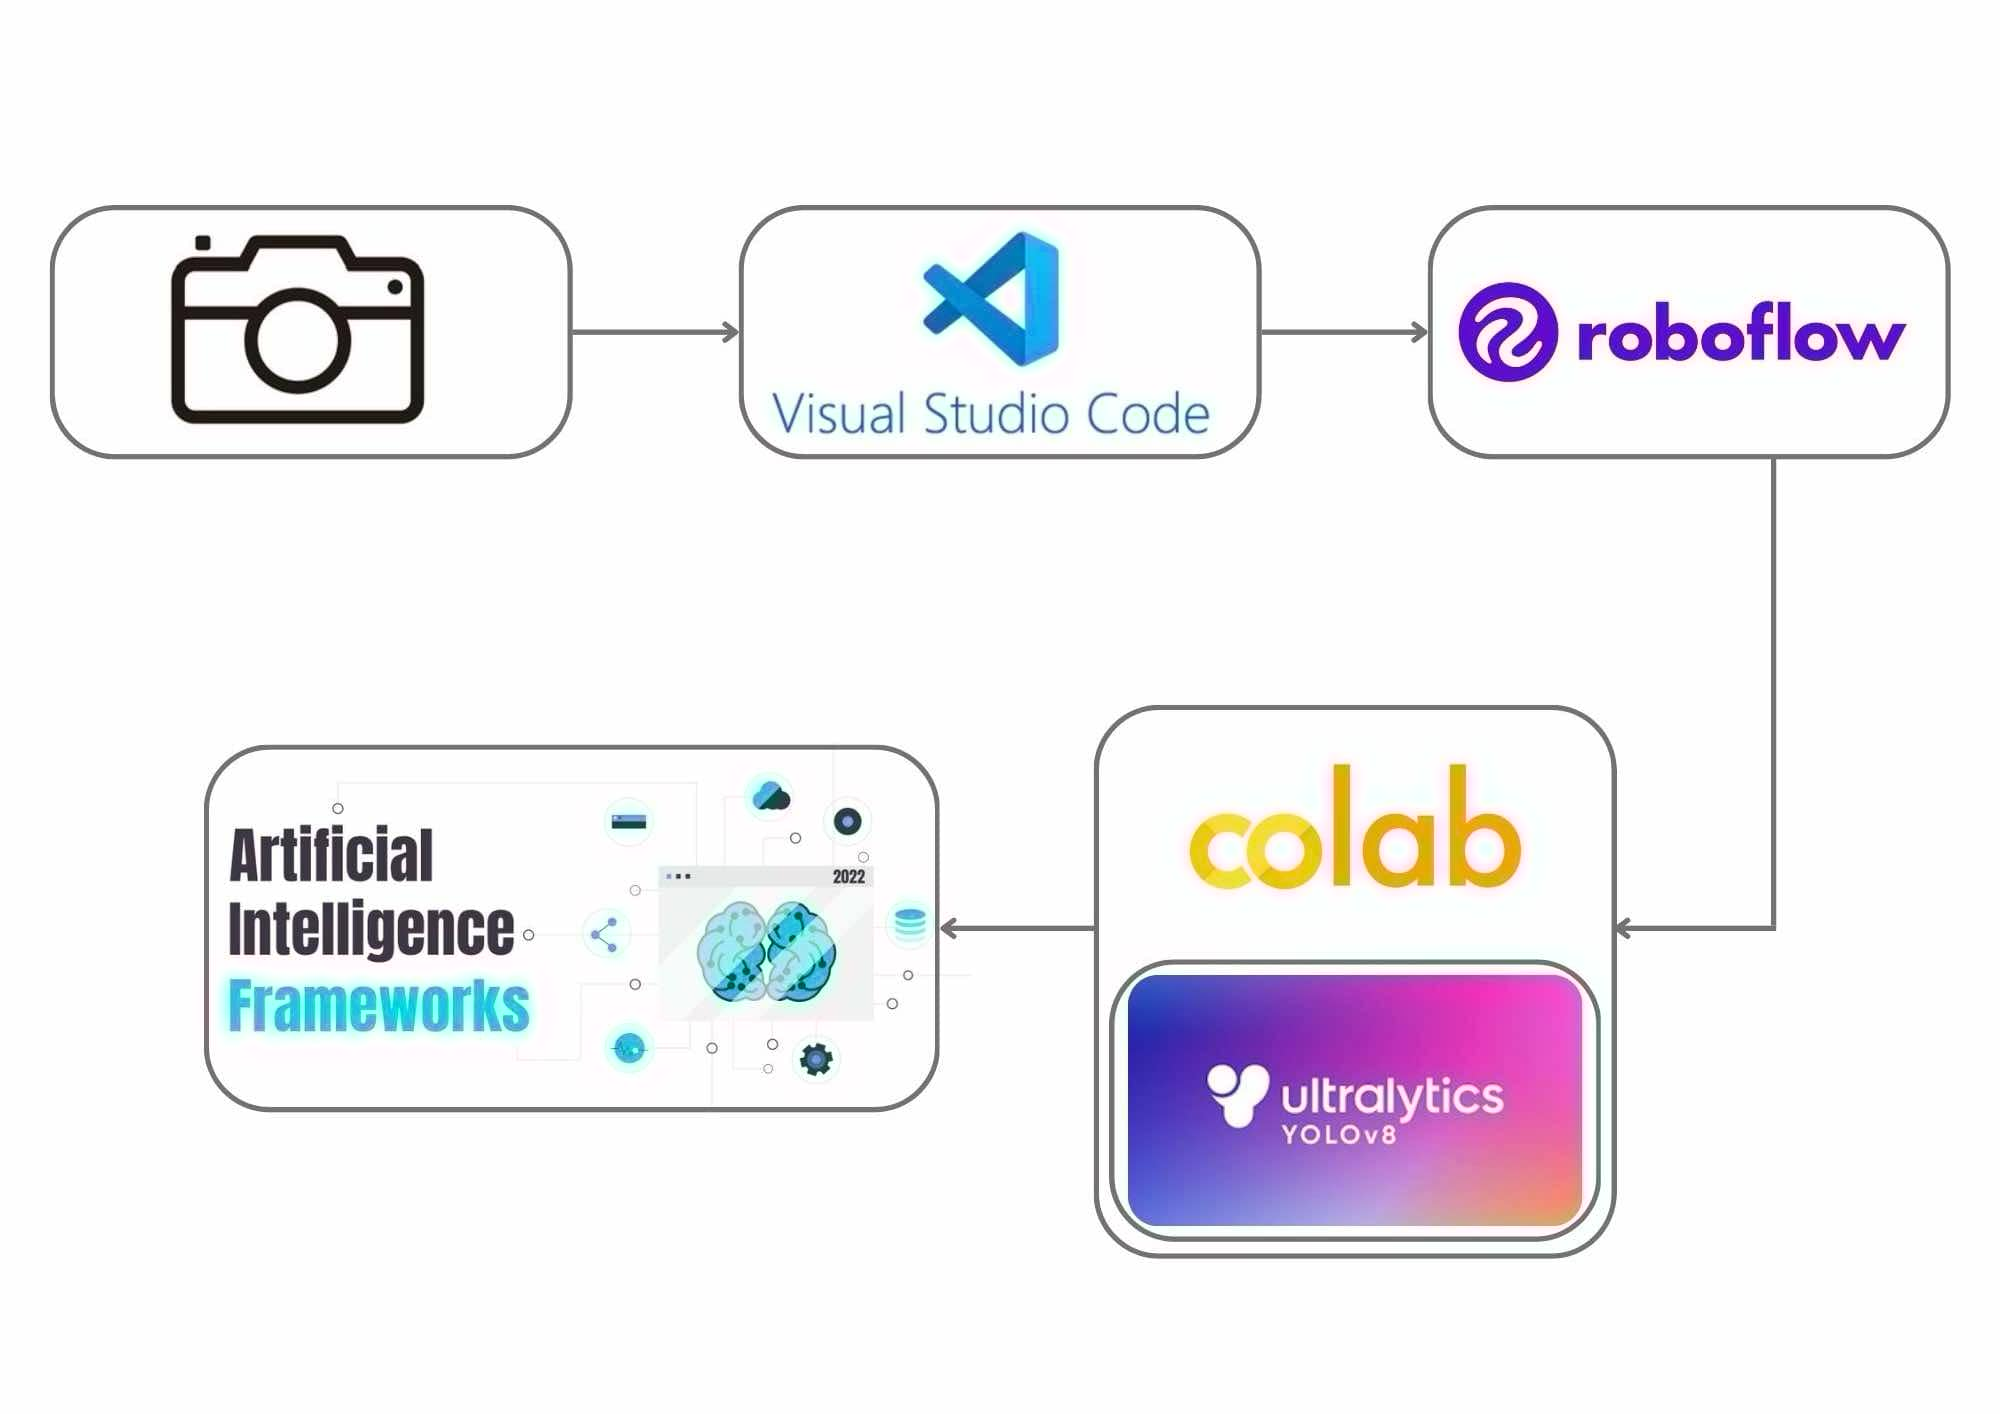 Visual Studio Code
roboflow
colab
ultralytics
YOLOv8
Artificial
Intelligence
Frameworks
2022